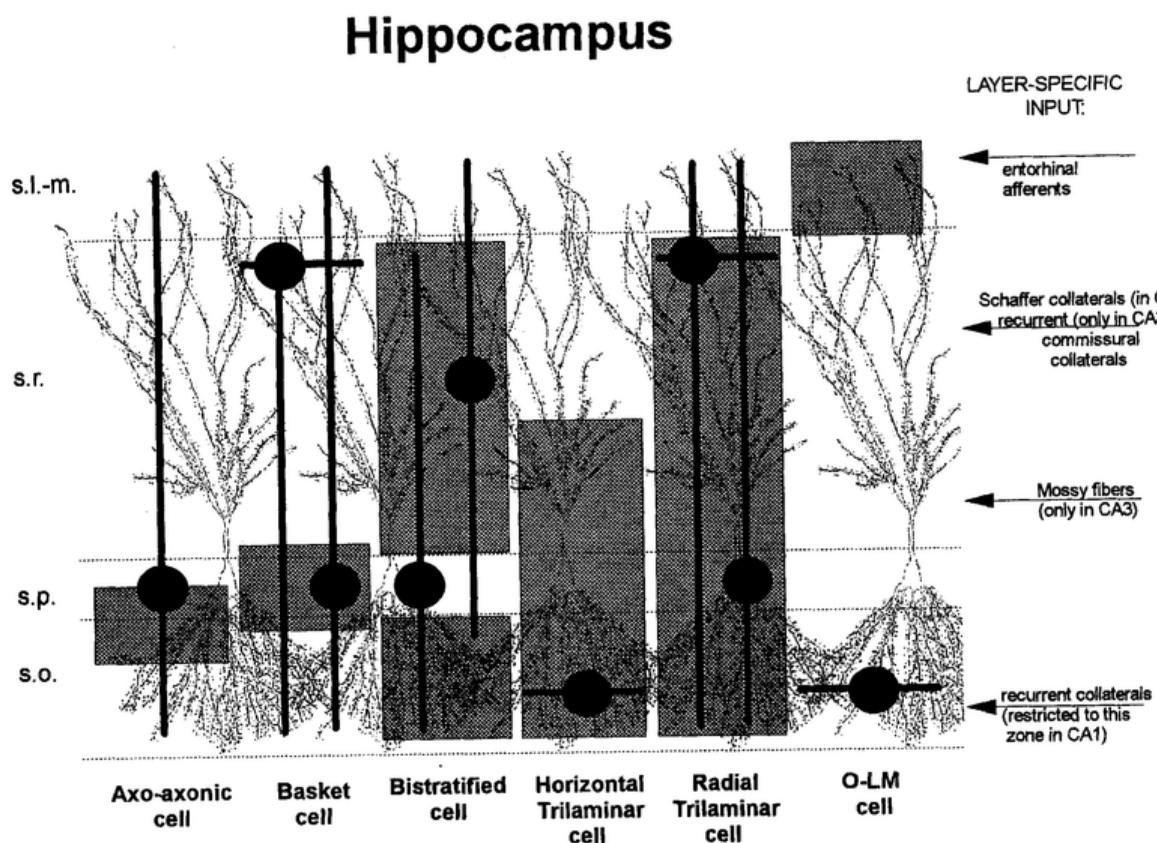 Hippocampus
LAYER-SPECIFIC
INPUT:
s.l.-m.
entorhinal
afferents
Schaffer collaterals (in
recurrent (only in
commissural
collaterals
s.r.
Mossy fibers
(only in CA3)
s.p.
s.o.
recurrent collaterals
(restricted to this
zone in CA1)
Axo-axonic
cell
Basket
cell
Bistratified
cell
Horizontal
Trilaminar
cell
Radial
Trilaminar
cell
O-LM
cell